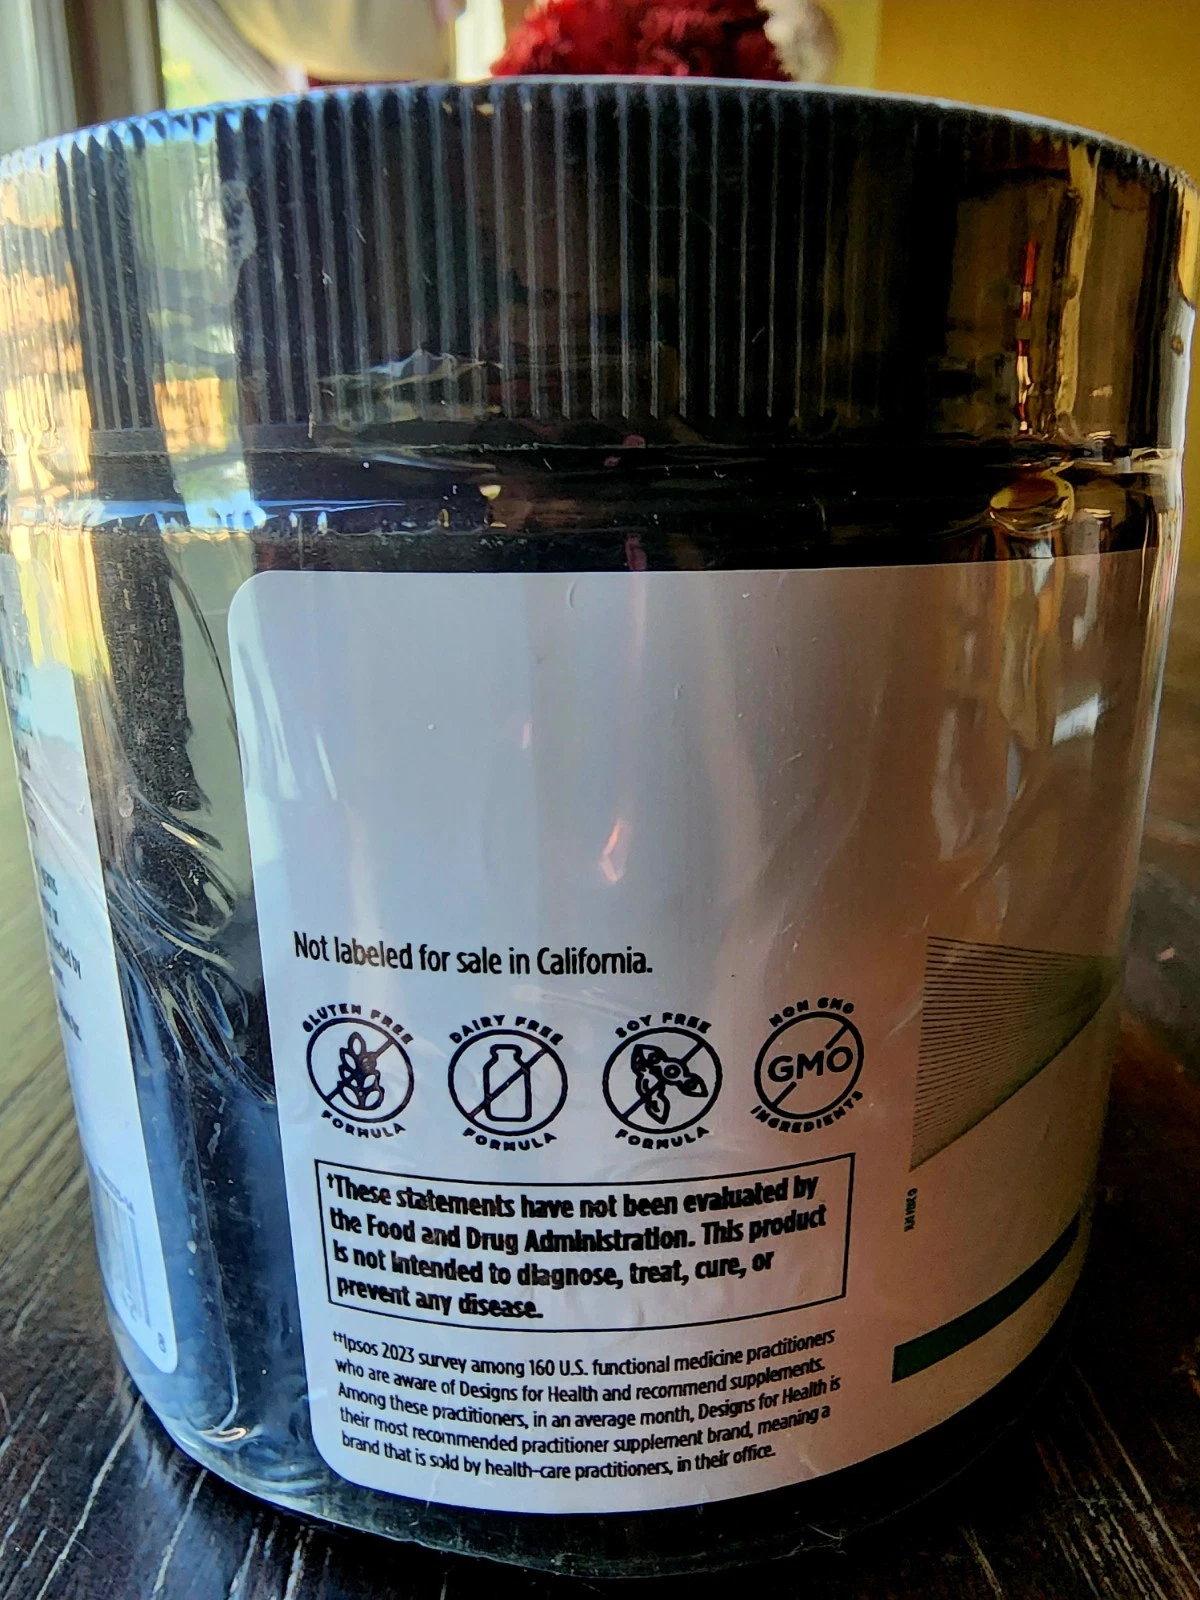 Not labeled for sale in California.
GLUTEN FREE
FORMULA
DAIRY FREE
FORMULA
SOY FREE
FORMULA
NON GMO
GMO
INGREDIENTS
†These statements have not been evaluated by
the Food and Drug Administration. This product
is not intended to diagnose, treat, cure, or
prevent any disease.
††Ipsos 2023 survey among 160 U.S. functional medicine practitioners
who are aware of Designs for Health and recommend supplements.
Among these practitioners, in an average month, Designs for Health is
their most recommended practitioner supplement brand, meaning a
brand that is sold by health-care practitioners, in their office.
8